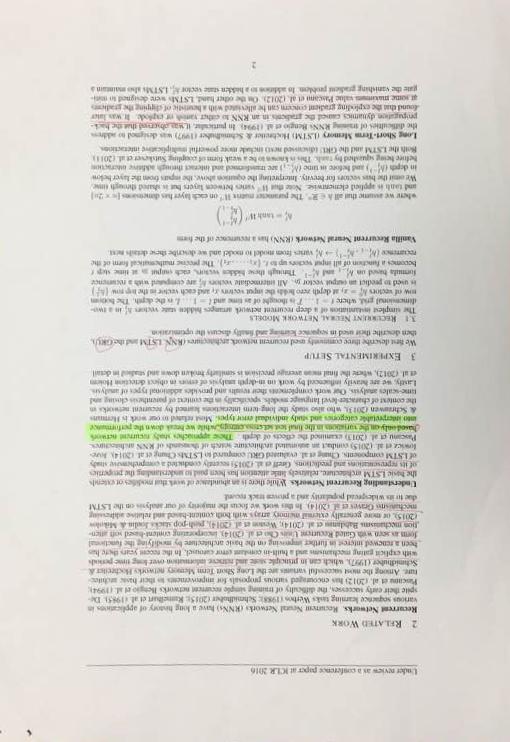 Under review as a conference paper at ICLR 2016
2 RELATED WORK
Recurrent Networks. Recurrent Neural Networks (RNNs) have a long history of applications in
various sequence learning tasks Werbos (1988); Schmidhuber (2015); Rumelhart et al. (1985). De-
spite their early successes, the difficulty of training simple recurrent networks Bengio et al. (1994);
Pascanu et al. (2012) has encouraged various proposals for improvements to their basic architec-
ture. Among the most successful variants are the Long Short Term Memory networks Hochreiter &
Schmidhuber (1997), which can in principle store and retrieve information over long time periods
with explicit gating mechanisms and a built-in constant error carousel. In the recent years there has
been a renewed interest in further improving on the basic architecture by modifying the functional
form as seen with Gated Recurrent Units Cho et al. (2014), incorporating content-based soft atten-
tion mechanisms Bahdanau et al. (2014); Weston et al. (2014), push-pop stacks Joulin & Mikolov
(2015), or more generally external memory arrays with both content-based and relative addressing
mechanisms Graves et al. (2014). In this work we focus the majority of our analysis on the LSTM
due to its widespread popularity and a proven track record.
Understanding Recurrent Networks. While there is an abundance of work that modifies or extends
the basic LSTM architecture, relatively little attention has been paid to understanding the properties
of its representations and predictions. Greff et al. (2015) recently conducted a comprehensive study
of LSTM components. Chung et al. evaluated GRU compared to LSTMs Chung et al. (2014). Joze-
fowicz et al. (2015) conduct an automated architecture search of thousands of RNN architectures.
Pascanu et al. (2013) examined the effects of depth. These approaches study recurrent network
based only on the variations in the final test set cross entropy, while we break down the performance
into interpretable categories and study individual error types. Most related to our work is Hermans
& Schrauwen (2013), who also study the long-term interactions learned by recurrent networks in
the context of character-level language models, specifically in the context of parenthesis closing and
time-scales analysis. Our work complements their results and provides additional types of analysis.
Lastly, we are heavily influenced by work on in-depth analysis of errors in object detection Hoiem
et al. (2012), where the final mean average precision is similarly broken down and studied in detail.
3 EXPERIMENTAL SETUP
We first describe three commonly used recurrent network architectures (RNN, LSTM and the GRU),
then describe their used in sequence learning and finally discuss the optimization.
3.1 RECURRENT NEURAL NETWORK MODELS
The simplest instantiation of a deep recurrent network arranges hidden state vectors h_t^l in a two-
dimensional grid, where t = 1 . . . T is thought of as time and l = 1 . . . L is the depth. The bottom
row of vectors h_t^0 = x_t at depth zero holds the input vectors x_t and each vector in the top row {h_t^L}
is used to predict an output vector y_t. All intermediate vectors h_t^l are computed with a recurrence
formula based on h_{t-1}^l and h_t^{l-1}. Through these hidden vectors, each output y_t at time step t
becomes a function of all input vectors up to t, {x_1, . . . , x_t}. The precise mathematical form of the
recurrence (h_{t-1}^l, h_t^{l-1}) → h_t^l varies from model to model and we describe these details next.
Vanilla Recurrent Neural Network (RNN) has a recurrence of the form
h_t^l = tanh W^l (h_t^{l-1} h_{t-1}^l)
where we assume that all h ∈ R^n. The parameter matrix W^l on each layer has dimensions [n × 2n]
and tanh is applied elementwise. Note that W^l varies between layers but is shared through time.
We omit the bias vectors for brevity. Interpreting the equation above, the inputs from the layer below
in depth (h_t^{l-1}) and before in time (h_{t-1}^l) are transformed and interact through additive interaction
before being squashed by tanh. This is known to be a weak form of coupling Sutskever et al. (2011).
Both the LSTM and the GRU (discussed next) include more powerful multiplicative interactions.
Long Short-Term Memory (LSTM) Hochreiter & Schmidhuber (1997) was designed to address
the difficulties of training RNNs Bengio et al. (1994). In particular, it was observed that the back-
propagation dynamics caused the gradients in an RNN to either vanish or explode. It was later
found that the exploding gradient concern can be alleviated with a heuristic of clipping the gradients
at some maximum value Pascanu et al. (2012). On the other hand, LSTMs were designed to miti-
gate the vanishing gradient problem. In addition to a hidden state vector h_t^l, LSTMs also maintain a
2